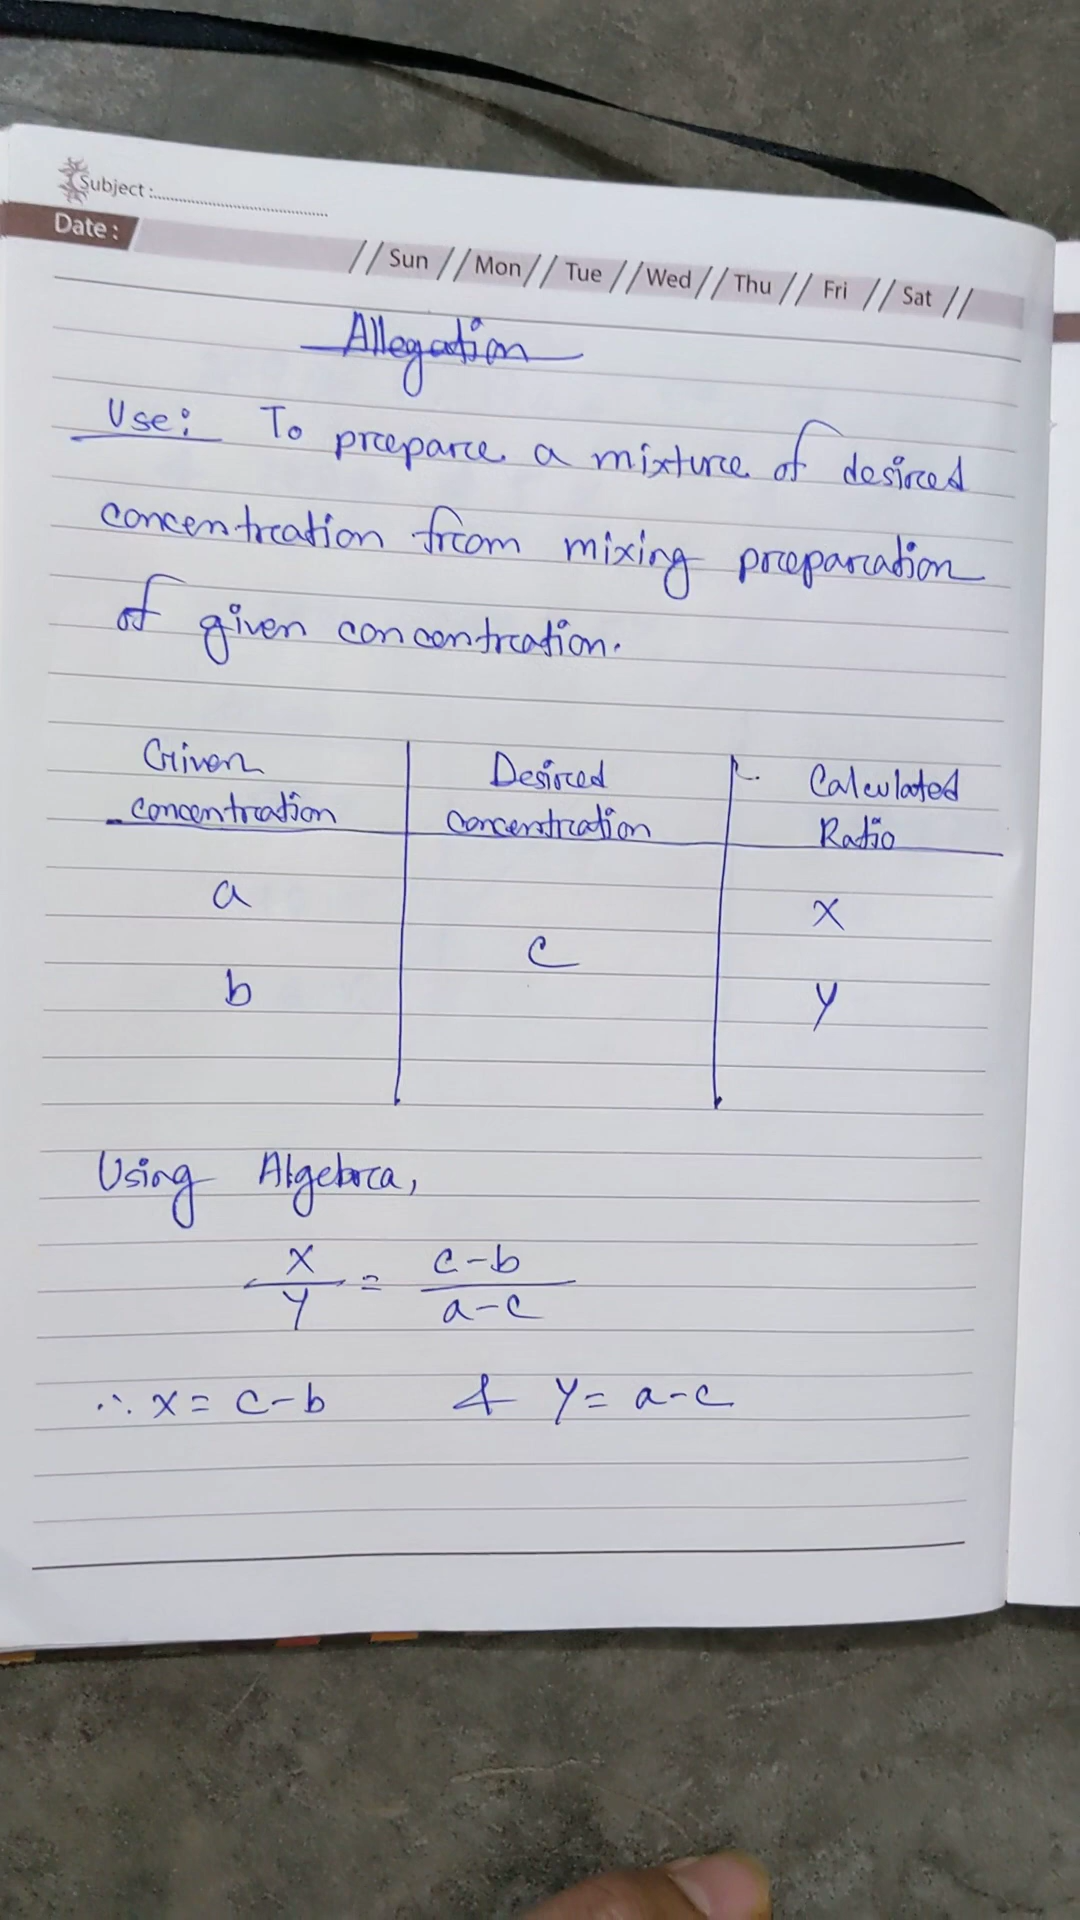 Subject :
Date :
// Sun // Mon // Tue // Wed // Thu // Fri // Sat //
Allegation
Use: To prepare a mixture of desired
concentration from mixing preparation
of given concentration.
Given Desired Calculated
concentration concentration Ratio
a x
c
b y
Using Algebra,
x/y = c-b/a-c
∴ x = c-b & y = a-c